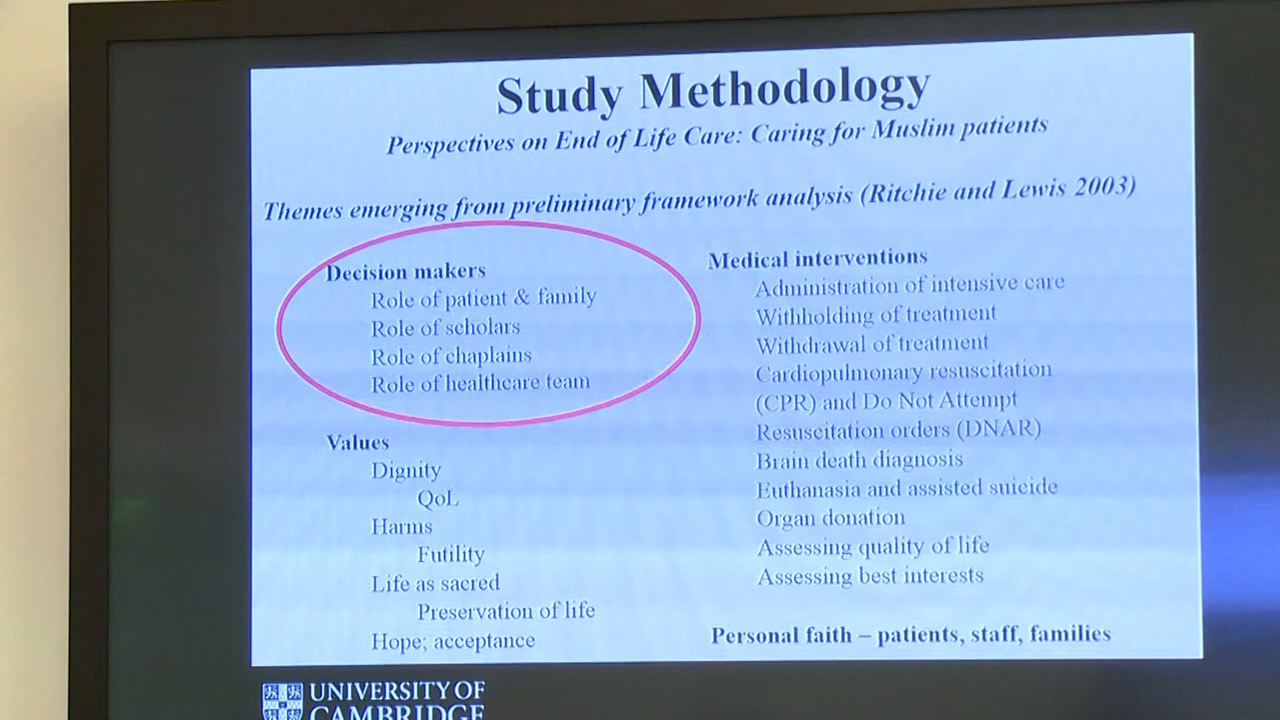 Study Methodology
Perspectives on End of Life Care: Caring for Muslim patients
Themes emerging from preliminary framework analysis (Ritchie and Lewis 2003)
Decision makers
Role of patient & family
Role of scholars
Role of chaplains
Role of healthcare team
Values
Dignity
QoL
Harms
Futility
Life as sacred
Preservation of life
Hope; acceptance
Medical interventions
Administration of intensive care
Withholding of treatment
Withdrawal of treatment
Cardiopulmonary resuscitation
(CPR) and Do Not Attempt
Resuscitation orders (DNAR)
Brain death diagnosis
Euthanasia and assisted suicide
Organ donation
Assessing quality of life
Assessing best interests
Personal faith – patients, staff, families
UNIVERSITY OF
CAMBRIDGE